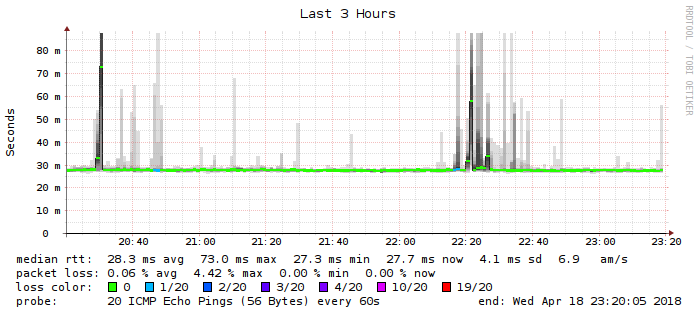 Last 3 Hours
RRDTOOL / TOBI OETIKER
Seconds
80 m
70 m
60 m
50 m
40 m
30 m
20 m
10 m
0
20:40 21:00 21:20 21:40 22:00 22:20 22:40 23:00 23:20
median rtt: 28.3 ms avg 73.0 ms max 27.3 ms min 27.7 ms now 4.1 ms sd 6.9 am/s
packet loss: 0.06 % avg 4.42 % max 0.00 % min 0.00 % now
loss color: 0 1/20 2/20 3/20 4/20 10/20 19/20
probe: 20 ICMP Echo Pings (56 Bytes) every 60s end: Wed Apr 18 23:20:05 2018